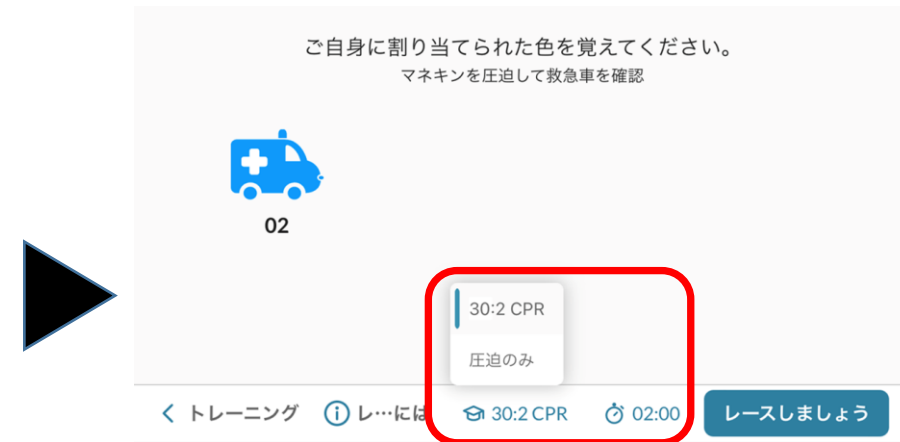 ご自身に割り当てられた色を覚えてください。
マネキンを圧迫して救急車を確認
02
30:2 CPR
圧迫のみ
トレーニング レ…には 30:2 CPR 02:00 レースしましょう